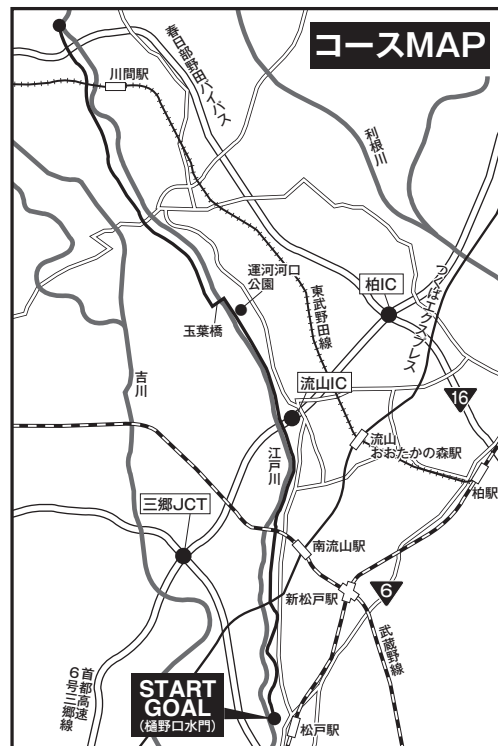 コースMAP
川間駅
春日部野田バイパス
利根川
運河河口
公園
柏IC
つくばエクスプレス
東武野田線
玉葉橋
吉川
流山IC
16
江戸川
流山
おおたかの森駅
柏駅
三郷JCT
南流山駅
新松戸駅
6
武蔵野線
首都高速
6号三郷線
START
GOAL
(樋野口水門)
松戸駅